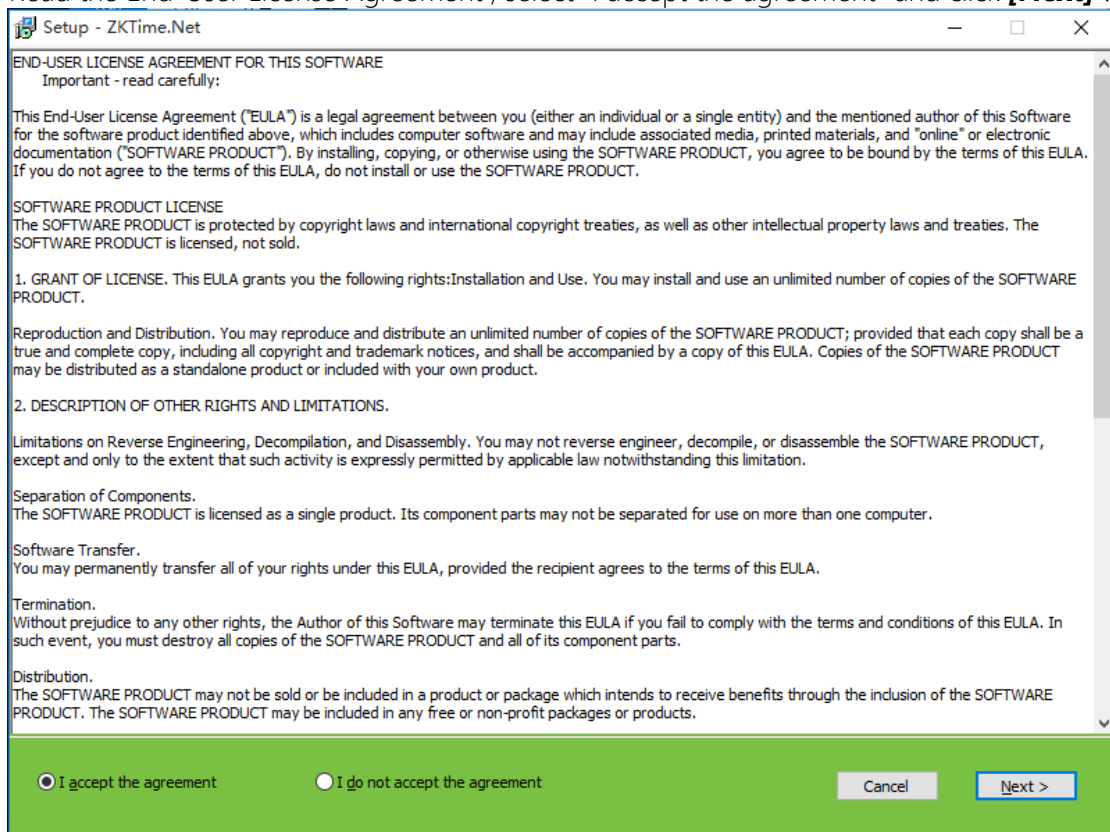 Read the End-User License Agreement , select "I accept the agreement" and click [Next] .
Setup - ZKTime.Net
END-USER LICENSE AGREEMENT FOR THIS SOFTWARE
Important - read carefully:
This End-User License Agreement ("EULA") is a legal agreement between you (either an individual or a single entity) and the mentioned author of this Software
for the software product identified above, which includes computer software and may include associated media, printed materials, and "online" or electronic
documentation ("SOFTWARE PRODUCT"). By installing, copying, or otherwise using the SOFTWARE PRODUCT, you agree to be bound by the terms of this EULA.
If you do not agree to the terms of this EULA, do not install or use the SOFTWARE PRODUCT.
SOFTWARE PRODUCT LICENSE
The SOFTWARE PRODUCT is protected by copyright laws and international copyright treaties, as well as other intellectual property laws and treaties. The
SOFTWARE PRODUCT is licensed, not sold.
1. GRANT OF LICENSE. This EULA grants you the following rights:Installation and Use. You may install and use an unlimited number of copies of the SOFTWARE
PRODUCT.
Reproduction and Distribution. You may reproduce and distribute an unlimited number of copies of the SOFTWARE PRODUCT; provided that each copy shall be a
true and complete copy, including all copyright and trademark notices, and shall be accompanied by a copy of this EULA. Copies of the SOFTWARE PRODUCT
may be distributed as a standalone product or included with your own product.
2. DESCRIPTION OF OTHER RIGHTS AND LIMITATIONS.
Limitations on Reverse Engineering, Decompilation, and Disassembly. You may not reverse engineer, decompile, or disassemble the SOFTWARE PRODUCT,
except and only to the extent that such activity is expressly permitted by applicable law notwithstanding this limitation.
Separation of Components.
The SOFTWARE PRODUCT is licensed as a single product. Its component parts may not be separated for use on more than one computer.
Software Transfer.
You may permanently transfer all of your rights under this EULA, provided the recipient agrees to the terms of this EULA.
Termination.
Without prejudice to any other rights, the Author of this Software may terminate this EULA if you fail to comply with the terms and conditions of this EULA. In
such event, you must destroy all copies of the SOFTWARE PRODUCT and all of its component parts.
Distribution.
The SOFTWARE PRODUCT may not be sold or be included in a product or package which intends to receive benefits through the inclusion of the SOFTWARE
PRODUCT. The SOFTWARE PRODUCT may be included in any free or non-profit packages or products.
I accept the agreement
I do not accept the agreement
Cancel
Next >